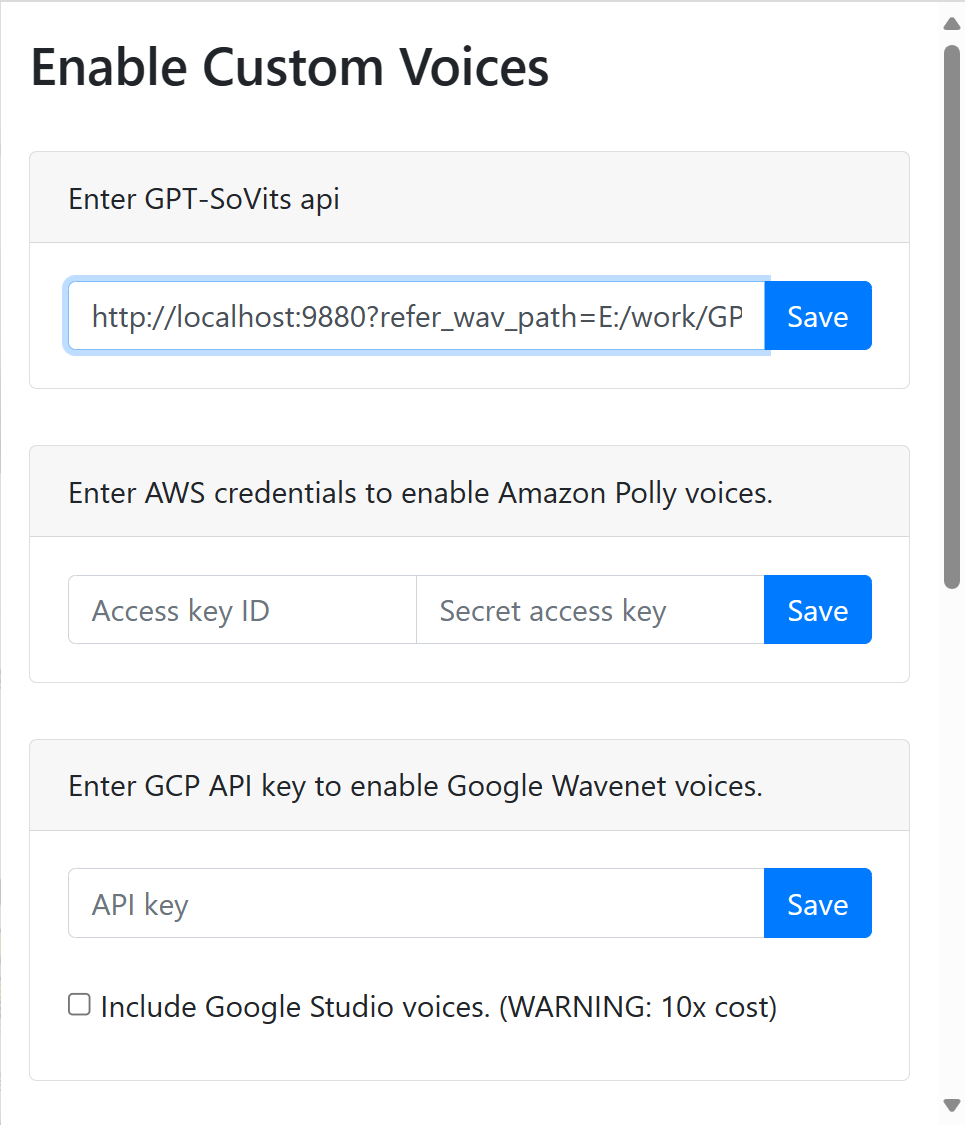 Enable Custom Voices
Enter GPT-SoVits api
http://localhost:9880?refer_wav_path=E:/work/GP
Save
Enter AWS credentials to enable Amazon Polly voices.
Access key ID
Secret access key
Save
Enter GCP API key to enable Google Wavenet voices.
API key
Save
Include Google Studio voices. (WARNING: 10x cost)